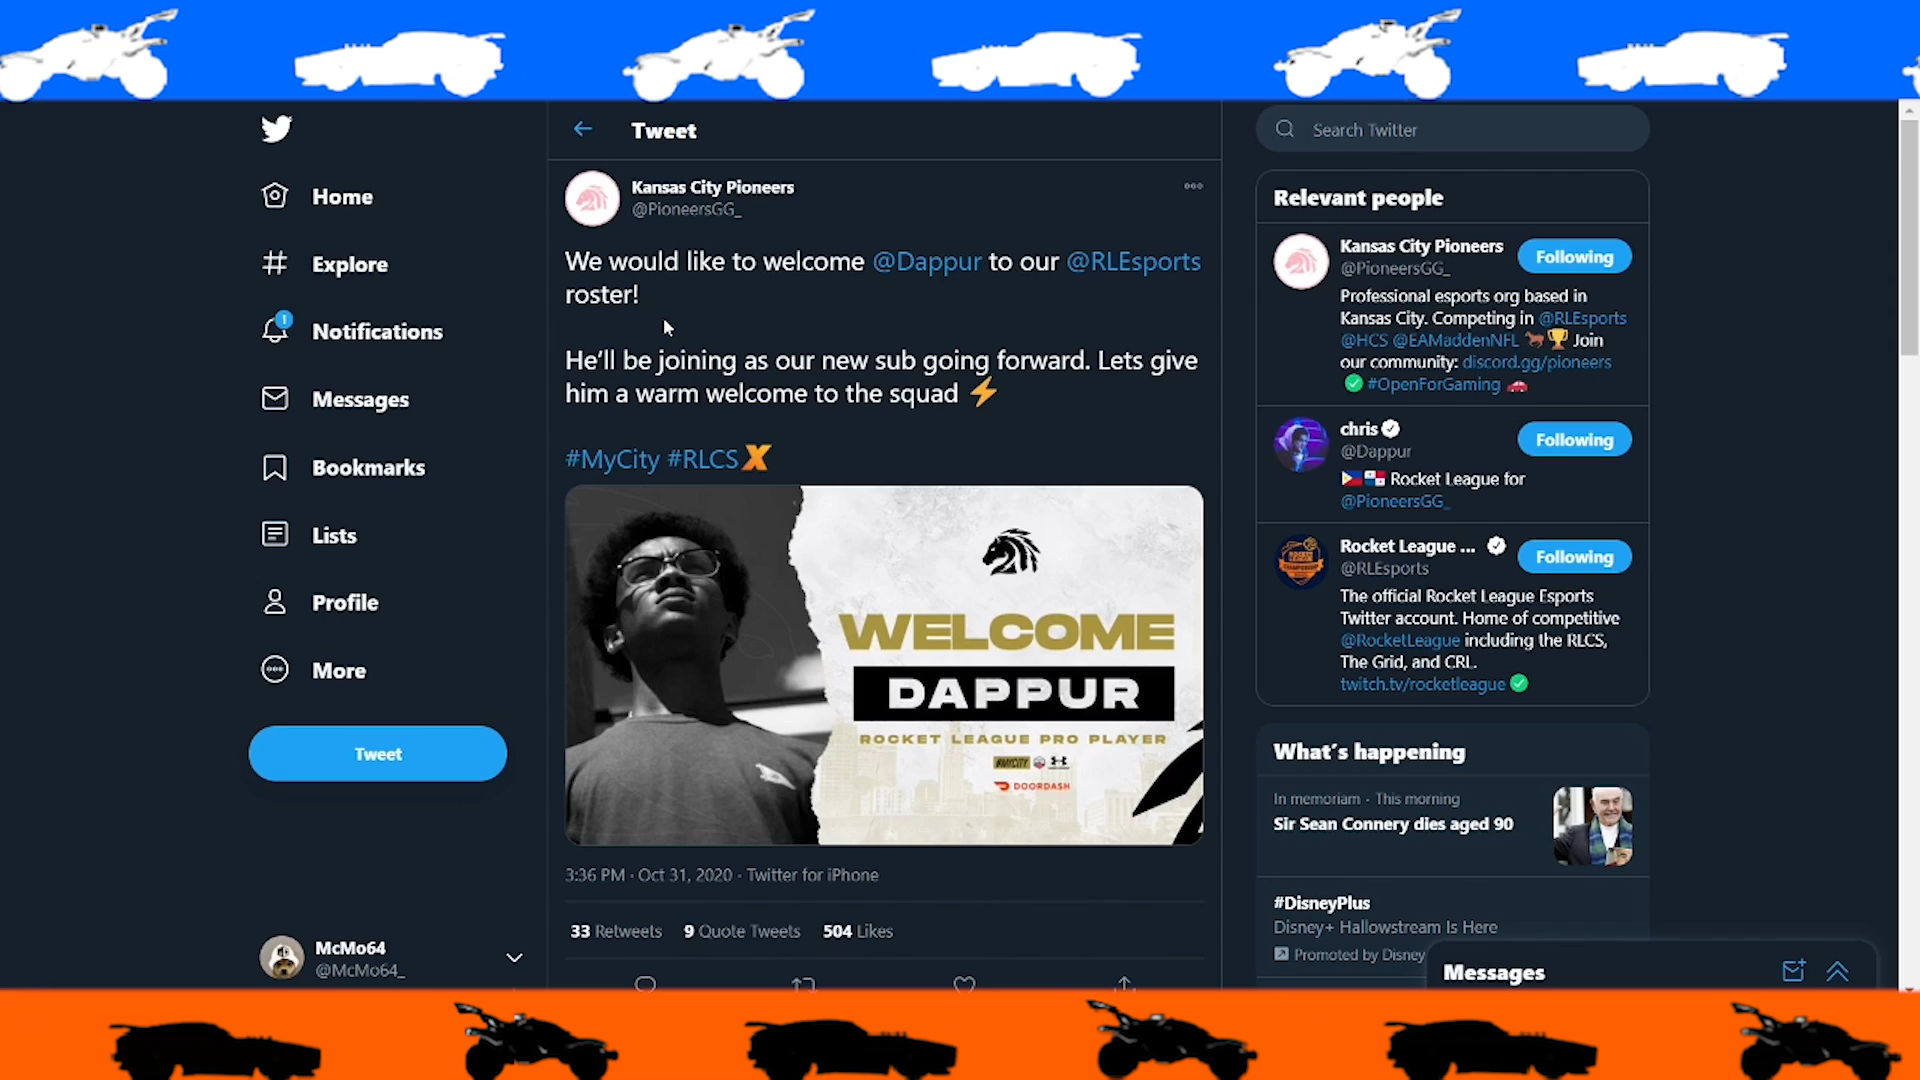 Home
Explore
1
Notifications
Messages
Bookmarks
Lists
Profile
More
Tweet
McMo64
@McMo64_
Tweet
Kansas City Pioneers
@PioneersGG_
We would like to welcome @Dappur to our @RLEsports
roster!
He'll be joining as our new sub going forward. Lets give
him a warm welcome to the squad ⚡
#MyCity #RLCSX
WELCOME
DAPPUR
ROCKET LEAGUE PRO PLAYER
#MYCITY
DOORDASH
3:36 PM · Oct 31, 2020 · Twitter for iPhone
33 Retweets 9 Quote Tweets 504 Likes
Search Twitter
Relevant people
Kansas City Pioneers
@PioneersGG_
Following
Professional esports org based in
Kansas City. Competing in @RLEsports
@HCS @EAMaddenNFL 🐎🏆 Join
our community: discord.gg/pioneers
#OpenForGaming 🚗
chris
@Dappur
Following
🇵🇭🇵🇦 Rocket League for
@PioneersGG_
Rocket League ...
@RLEsports
Following
The official Rocket League Esports
Twitter account. Home of competitive
@RocketLeague including the RLCS,
The Grid, and CRL.
twitch.tv/rocketleague
What's happening
In memoriam · This morning
Sir Sean Connery dies aged 90
#DisneyPlus
Disney+ Hallowstream Is Here
Promoted by Disney
Messages